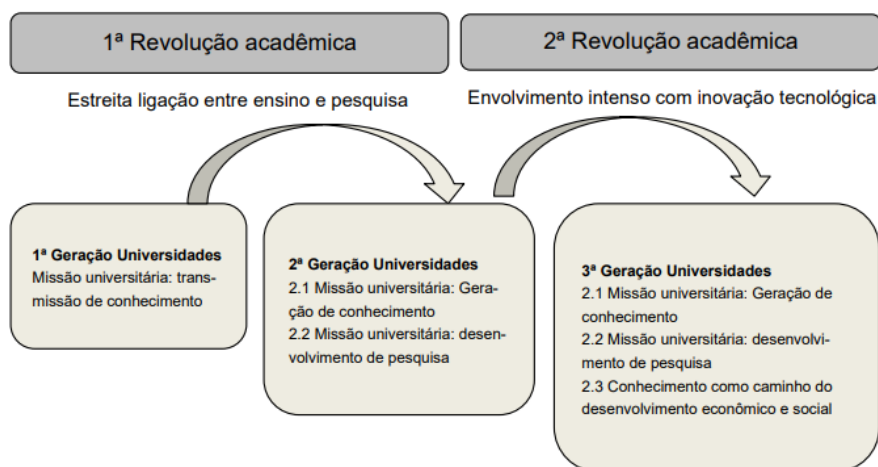 1ª Revolução acadêmica
2ª Revolução acadêmica
Estreita ligação entre ensino e pesquisa
Envolvimento intenso com inovação tecnológica
1ª Geração Universidades
Missão universitária: trans-
missão de conhecimento
2ª Geração Universidades
2.1 Missão universitária: Gera-
ção de conhecimento
2.2 Missão universitária: desen-
volvimento de pesquisa
3ª Geração Universidades
2.1 Missão universitária: Geração de
conhecimento
2.2 Missão universitária: desenvolvi-
mento de pesquisa
2.3 Conhecimento como caminho do
desenvolvimento econômico e social